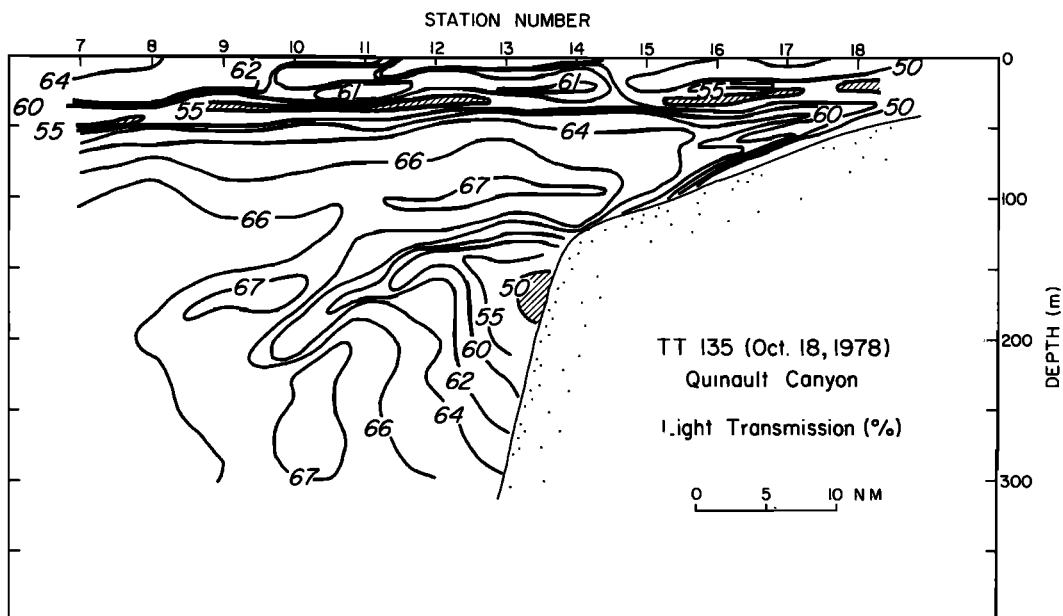 STATION NUMBER
7 8 9 10 11 12 13 14 15 16 17 18
0
64 62 61 61 55 50
60 55 60 50
55 64
66
67
100
66
67
50
55
200
TT 135 (Oct. 18, 1978)
60
Quinault Canyon
62
64
Light Transmission (%)
66
67
300
0 5 10 NM
DEPTH (m)